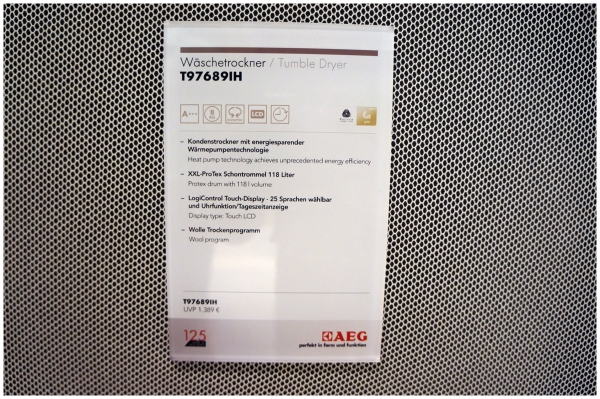 Wäschetrockner / Tumble Dryer
T97689IH
A---
8
LCD
– Kondenstrockner mit energiesparender
Wärmepumpentechnologie
Heat pump technology achieves unprecedented energy efficiency
– XXL-ProTex Schontrommel 118 Liter
Protex drum with 118 l volume
– LogiControl Touch-Display - 25 Sprachen wählbar
und Uhrfunktion/Tageszeitanzeige
Display type: Touch LCD
– Wolle Trockenprogramm
Wool program
T97689IH
UVP 1.389 €
125
AEG
perfekt in form und funktion